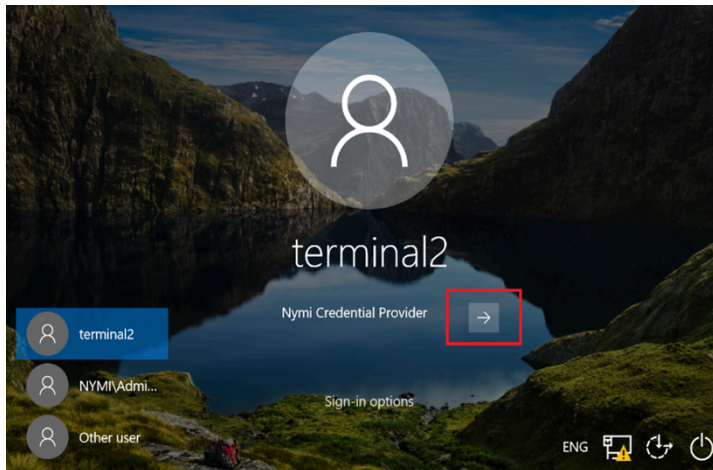 terminal2
Nymi Credential Provider
Sign-in options
terminal2
NYMI\Admi...
Other user
ENG